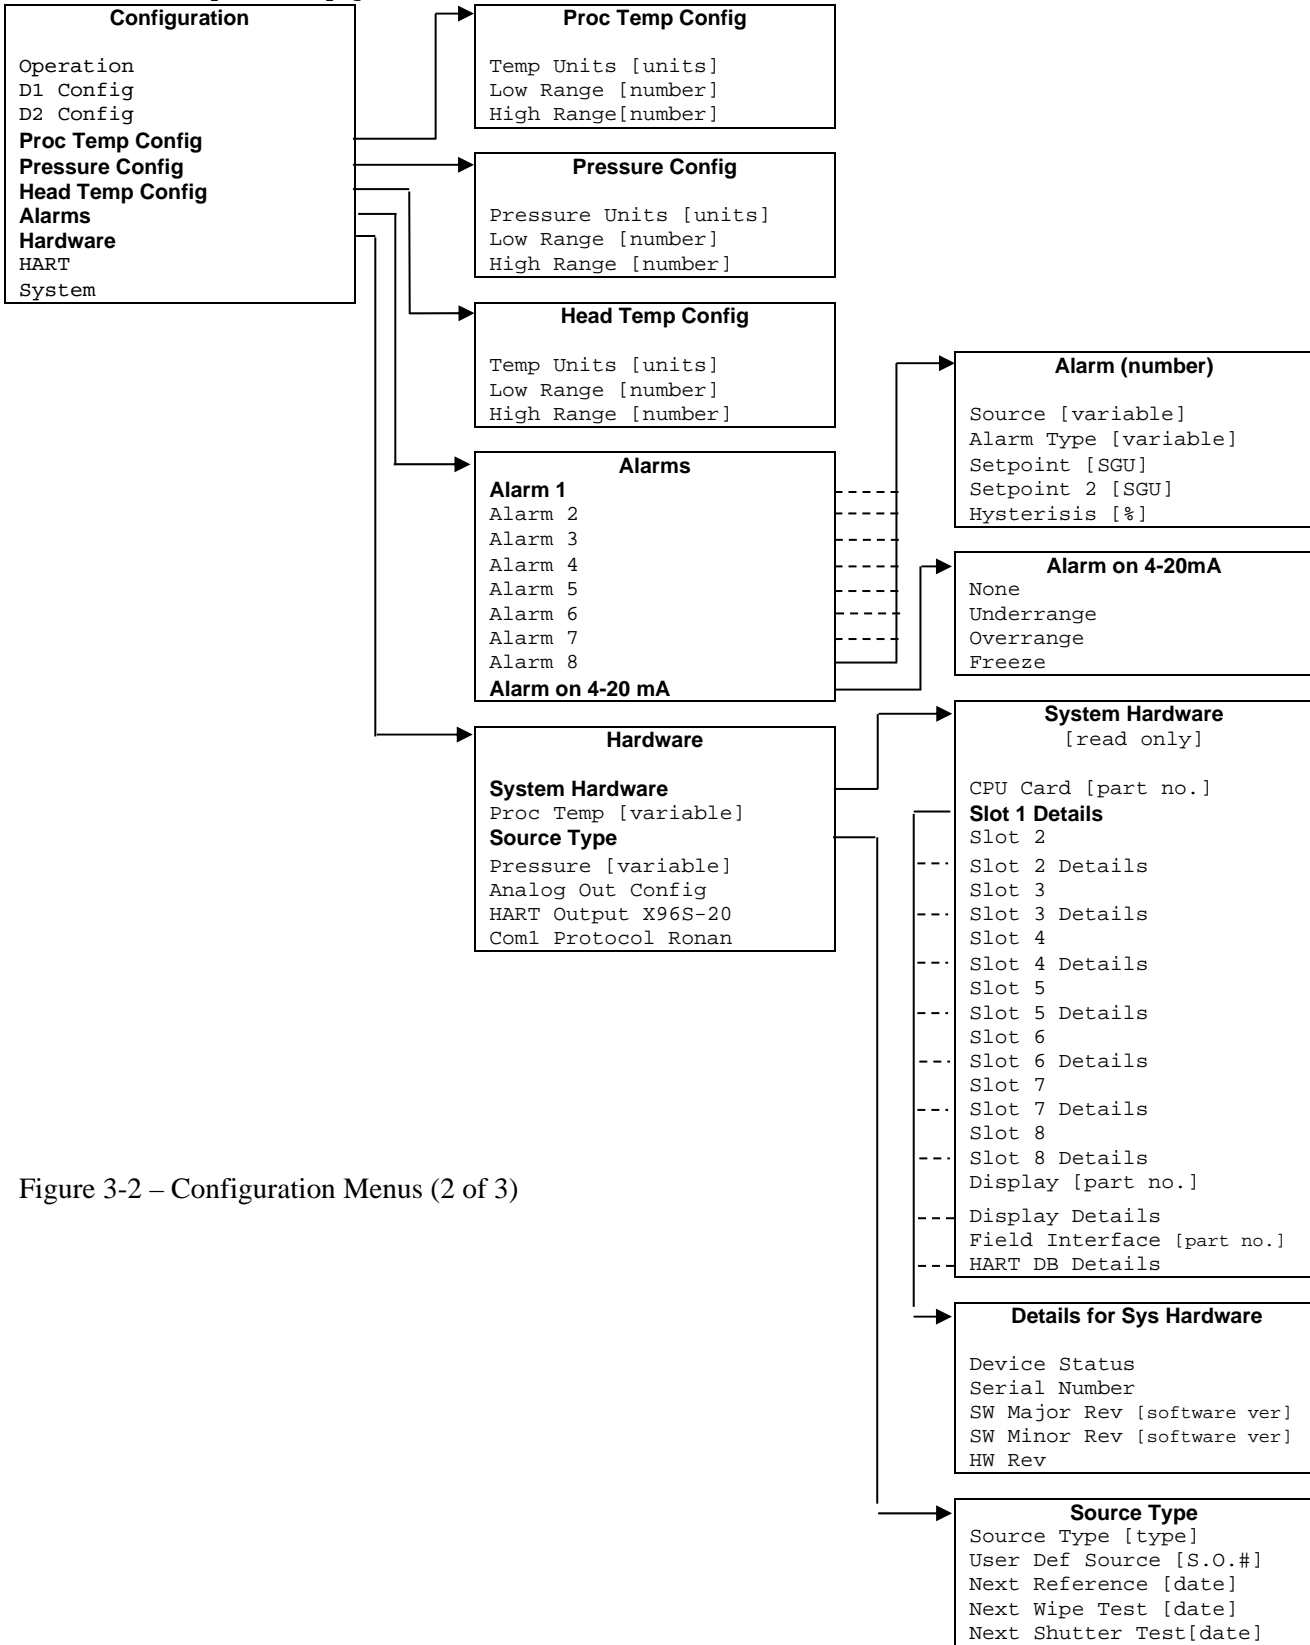 Configuration
Operation
D1 Config
D2 Config
Proc Temp Config
Pressure Config
Head Temp Config
Alarms
Hardware
HART
System
Proc Temp Config
Temp Units [units]
Low Range [number]
High Range[number]
Pressure Config
Pressure Units [units]
Low Range [number]
High Range [number]
Head Temp Config
Temp Units [units]
Low Range [number]
High Range [number]
Alarms
Alarm 1
Alarm 2
Alarm 3
Alarm 4
Alarm 5
Alarm 6
Alarm 7
Alarm 8
Alarm on 4-20 mA
Hardware
System Hardware
Proc Temp [variable]
Source Type
Pressure [variable]
Analog Out Config
HART Output X96S-20
Com1 Protocol Ronan
Alarm (number)
Source [variable]
Alarm Type [variable]
Setpoint [SGU]
Setpoint 2 [SGU]
Hysterisis [%]
Alarm on 4-20mA
None
Underrange
Overrange
Freeze
System Hardware
[read only]
CPU Card [part no.]
Slot 1 Details
Slot 2
Slot 2 Details
Slot 3
Slot 3 Details
Slot 4
Slot 4 Details
Slot 5
Slot 5 Details
Slot 6
Slot 6 Details
Slot 7
Slot 7 Details
Slot 8
Slot 8 Details
Display [part no.]
Display Details
Field Interface [part no.]
HART DB Details
Details for Sys Hardware
Device Status
Serial Number
SW Major Rev [software ver]
SW Minor Rev [software ver]
HW Rev
Source Type
Source Type [type]
User Def Source [S.O.#]
Next Reference [date]
Next Wipe Test [date]
Next Shutter Test[date]
Figure 3-2 – Configuration Menus (2 of 3)